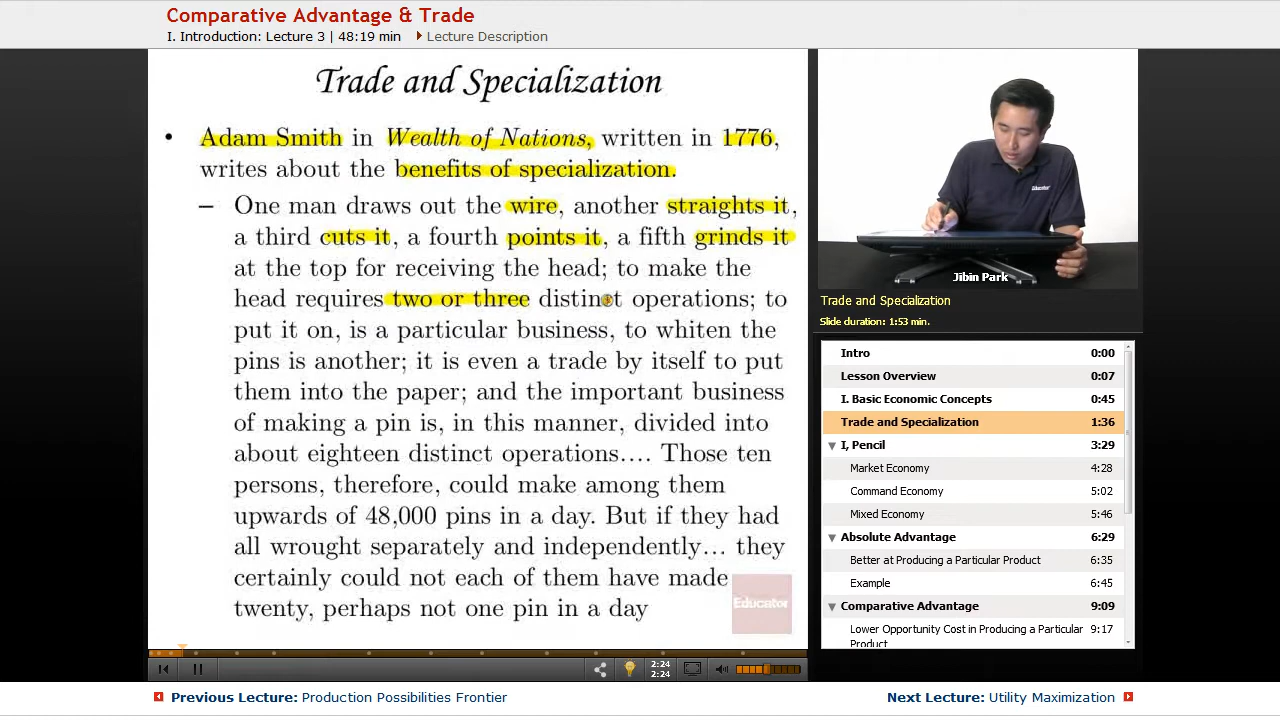 Comparative Advantage & Trade
I. Introduction: Lecture 3 | 48:19 min
Lecture Description
Trade and Specialization
• Adam Smith in Wealth of Nations, written in 1776,
writes about the benefits of specialization.
– One man draws out the wire, another straights it,
a third cuts it, a fourth points it, a fifth grinds it
at the top for receiving the head; to make the
head requires two or three distinct operations; to
put it on, is a particular business, to whiten the
pins is another; it is even a trade by itself to put
them into the paper; and the important business
of making a pin is, in this manner, divided into
about eighteen distinct operations.... Those ten
persons, therefore, could make among them
upwards of 48,000 pins in a day. But if they had
all wrought separately and independently... they
certainly could not each of them have made
twenty, perhaps not one pin in a day
Educator
Educator
Jibin Park
Trade and Specialization
Slide duration: 1:53 min.
Intro 0:00
Lesson Overview 0:07
I. Basic Economic Concepts 0:45
Trade and Specialization 1:36
I, Pencil 3:29
Market Economy 4:28
Command Economy 5:02
Mixed Economy 5:46
Absolute Advantage 6:29
Better at Producing a Particular Product 6:35
Example 6:45
Comparative Advantage 9:09
Lower Opportunity Cost in Producing a Particular 9:17
Product
2:24
2:24
Previous Lecture: Production Possibilities Frontier
Next Lecture: Utility Maximization